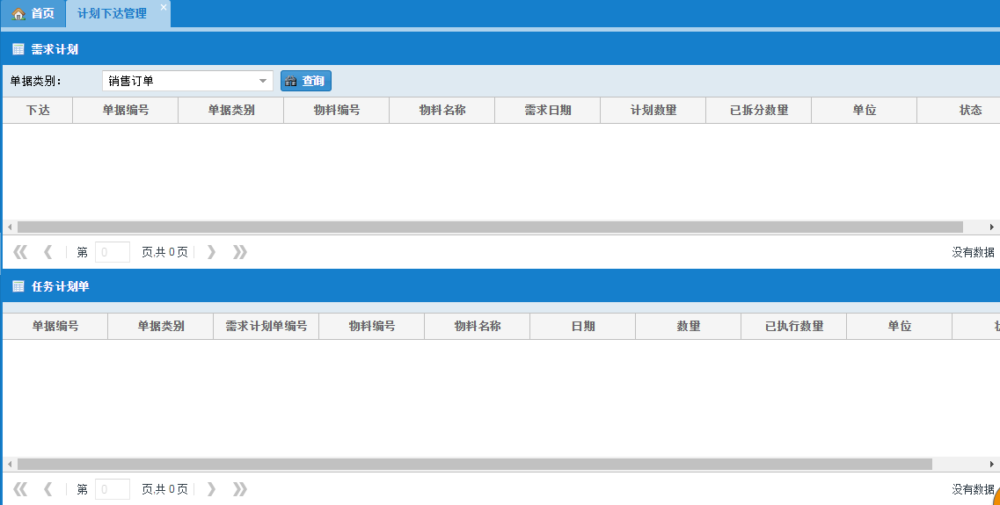 首页 计划下达管理
需求计划
单据类别： 销售订单 查询
下达 单据编号 单据类别 物料编号 物料名称 需求日期 计划数量 已拆分数量 单位 状态
第 0 页,共 0 页 没有数据
任务计划单
单据编号 单据类别 需求计划单编号 物料编号 物料名称 日期 数量 已执行数量 单位
第 0 页,共 0 页 没有数据